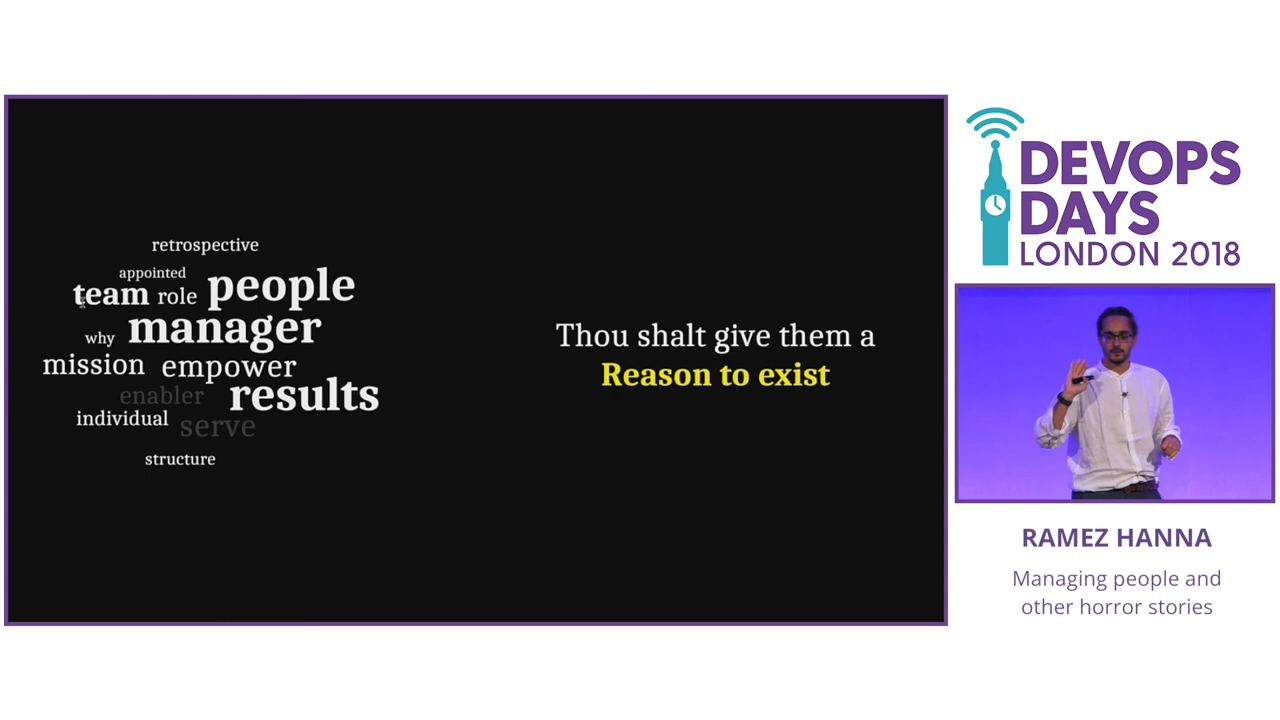 retrospective
appointed
team role people
why manager
mission empower
enabler results
individual serve
structure
Thou shalt give them a
Reason to exist
DEVOPS
DAYS
LONDON 2018
RAMEZ HANNA
Managing people and
other horror stories